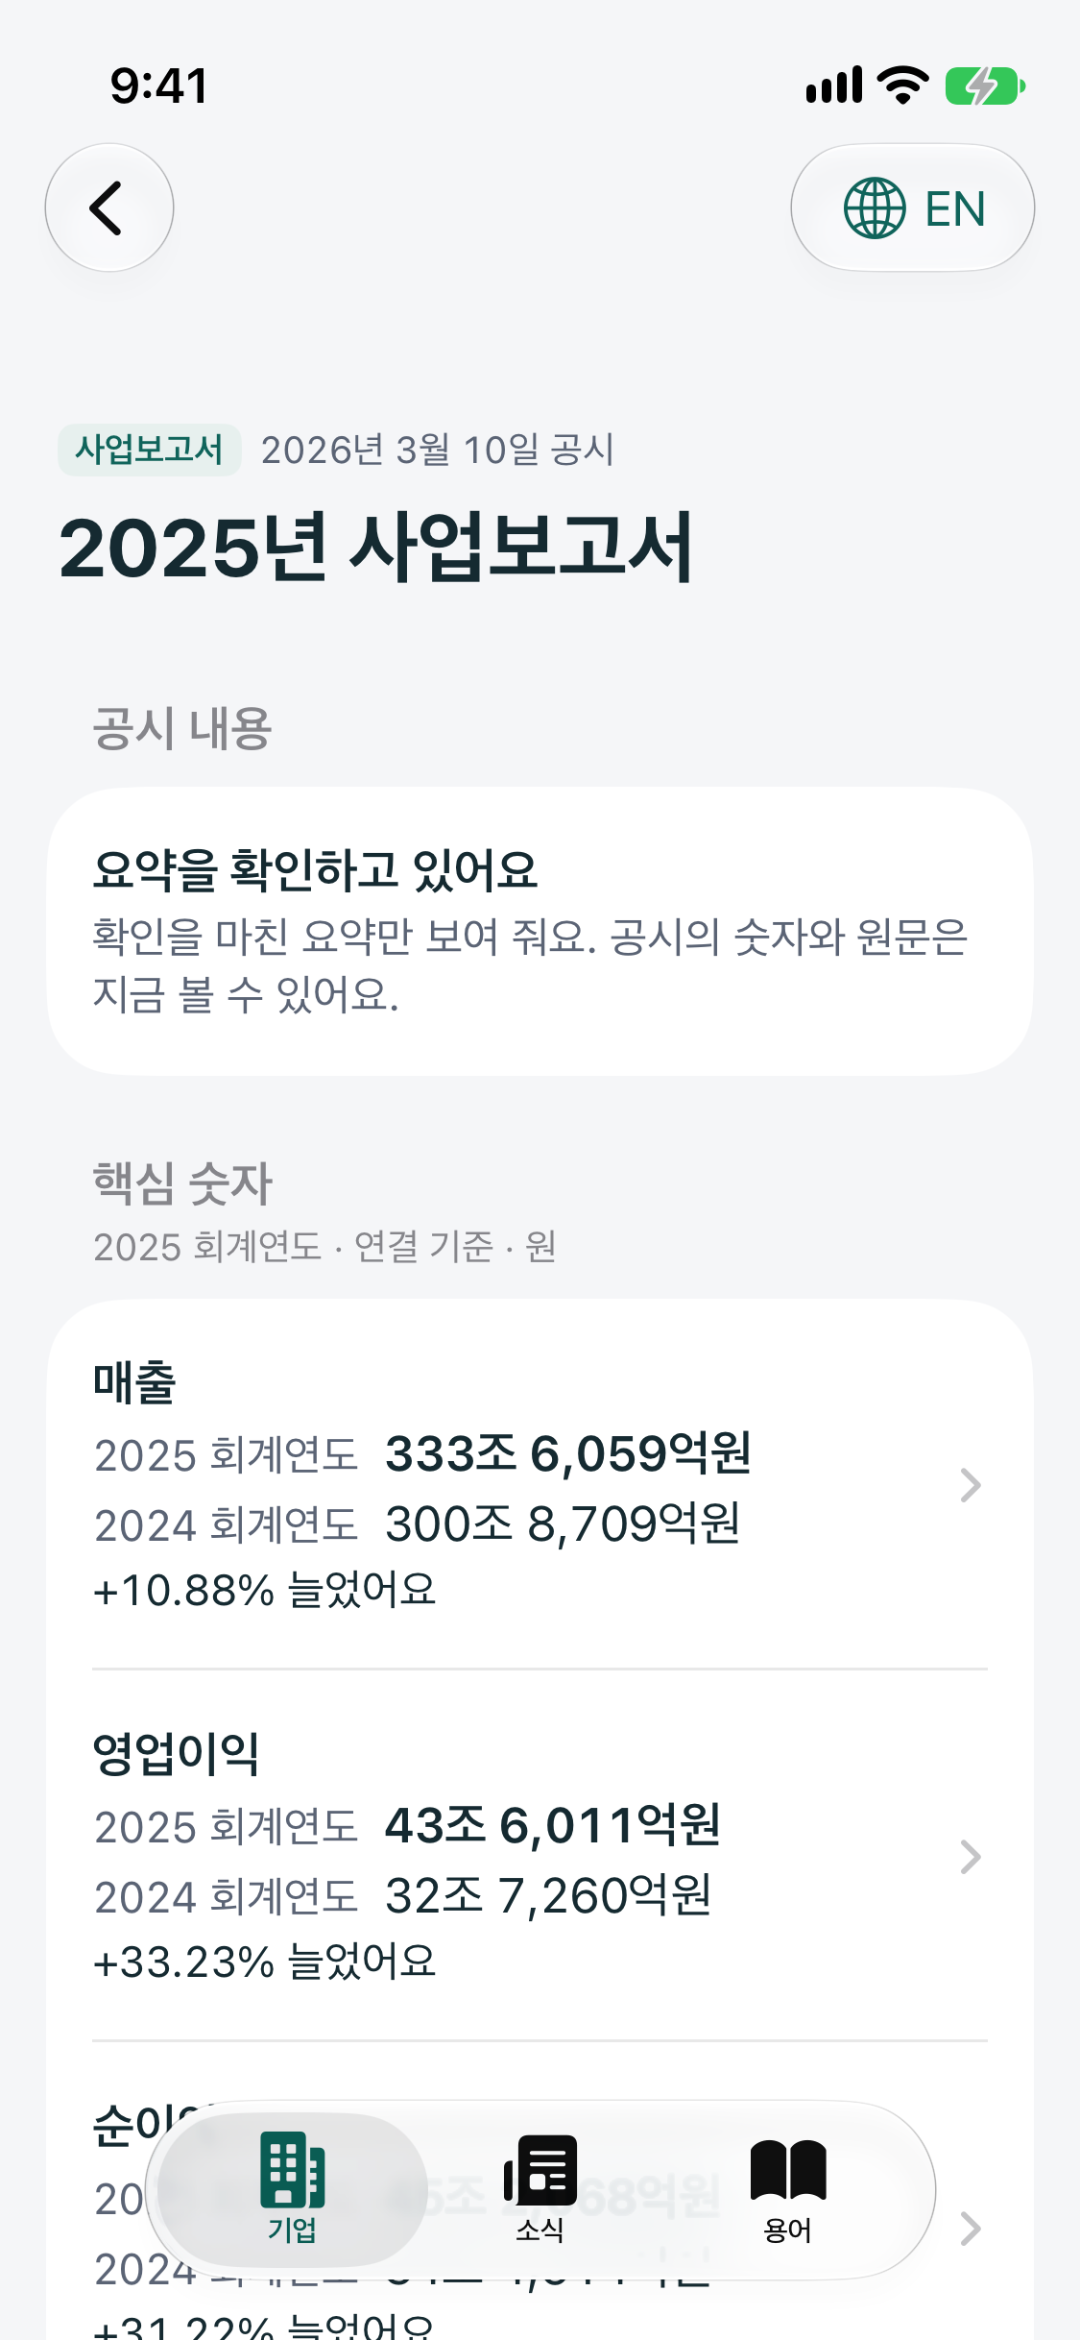 9:41
EN
사업보고서 2026년 3월 10일 공시
2025년 사업보고서
공시 내용
요약을 확인하고 있어요
확인을 마친 요약만 보여 줘요. 공시의 숫자와 원문은
지금 볼 수 있어요.
핵심 숫자
2025 회계연도 · 연결 기준 · 원
매출
2025 회계연도 333조 6,059억원
2024 회계연도 300조 8,709억원
+10.88% 늘었어요
영업이익
2025 회계연도 43조 6,011억원
2024 회계연도 32조 7,260억원
+33.23% 늘었어요
2024
+31.22% 늘었어요
기업 소식 용어